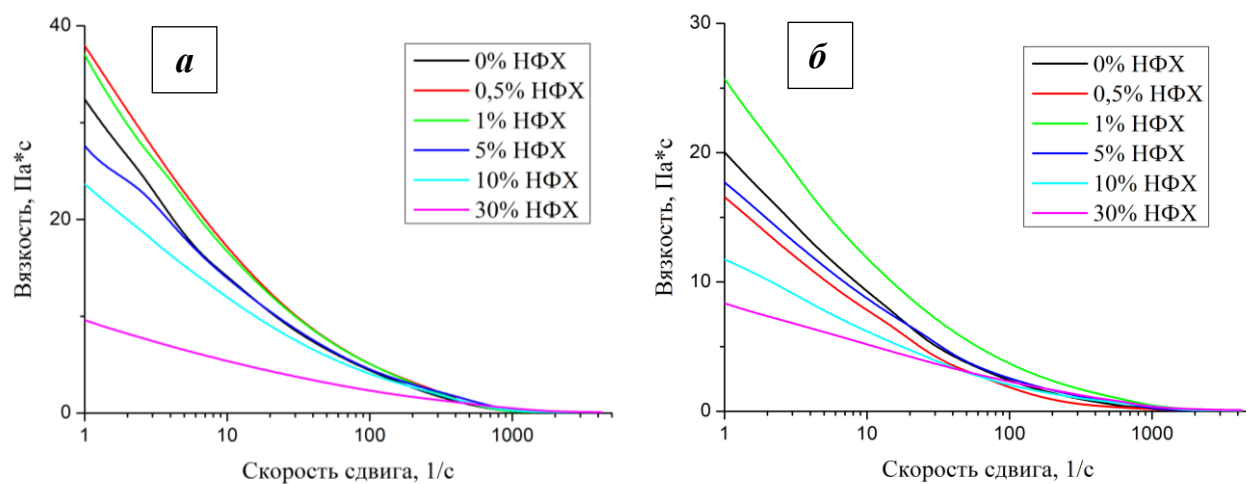 а
40
20
0
Вязкость, Па*с
0% НФХ
0,5% НФХ
1% НФХ
5% НФХ
10% НФХ
30% НФХ
1
10
100
1000
Скорость сдвига, 1/с
б
30
20
10
0
Вязкость, Па*с
0% НФХ
0,5% НФХ
1% НФХ
5% НФХ
10% НФХ
30% НФХ
1
10
100
1000
Скорость сдвига, 1/с